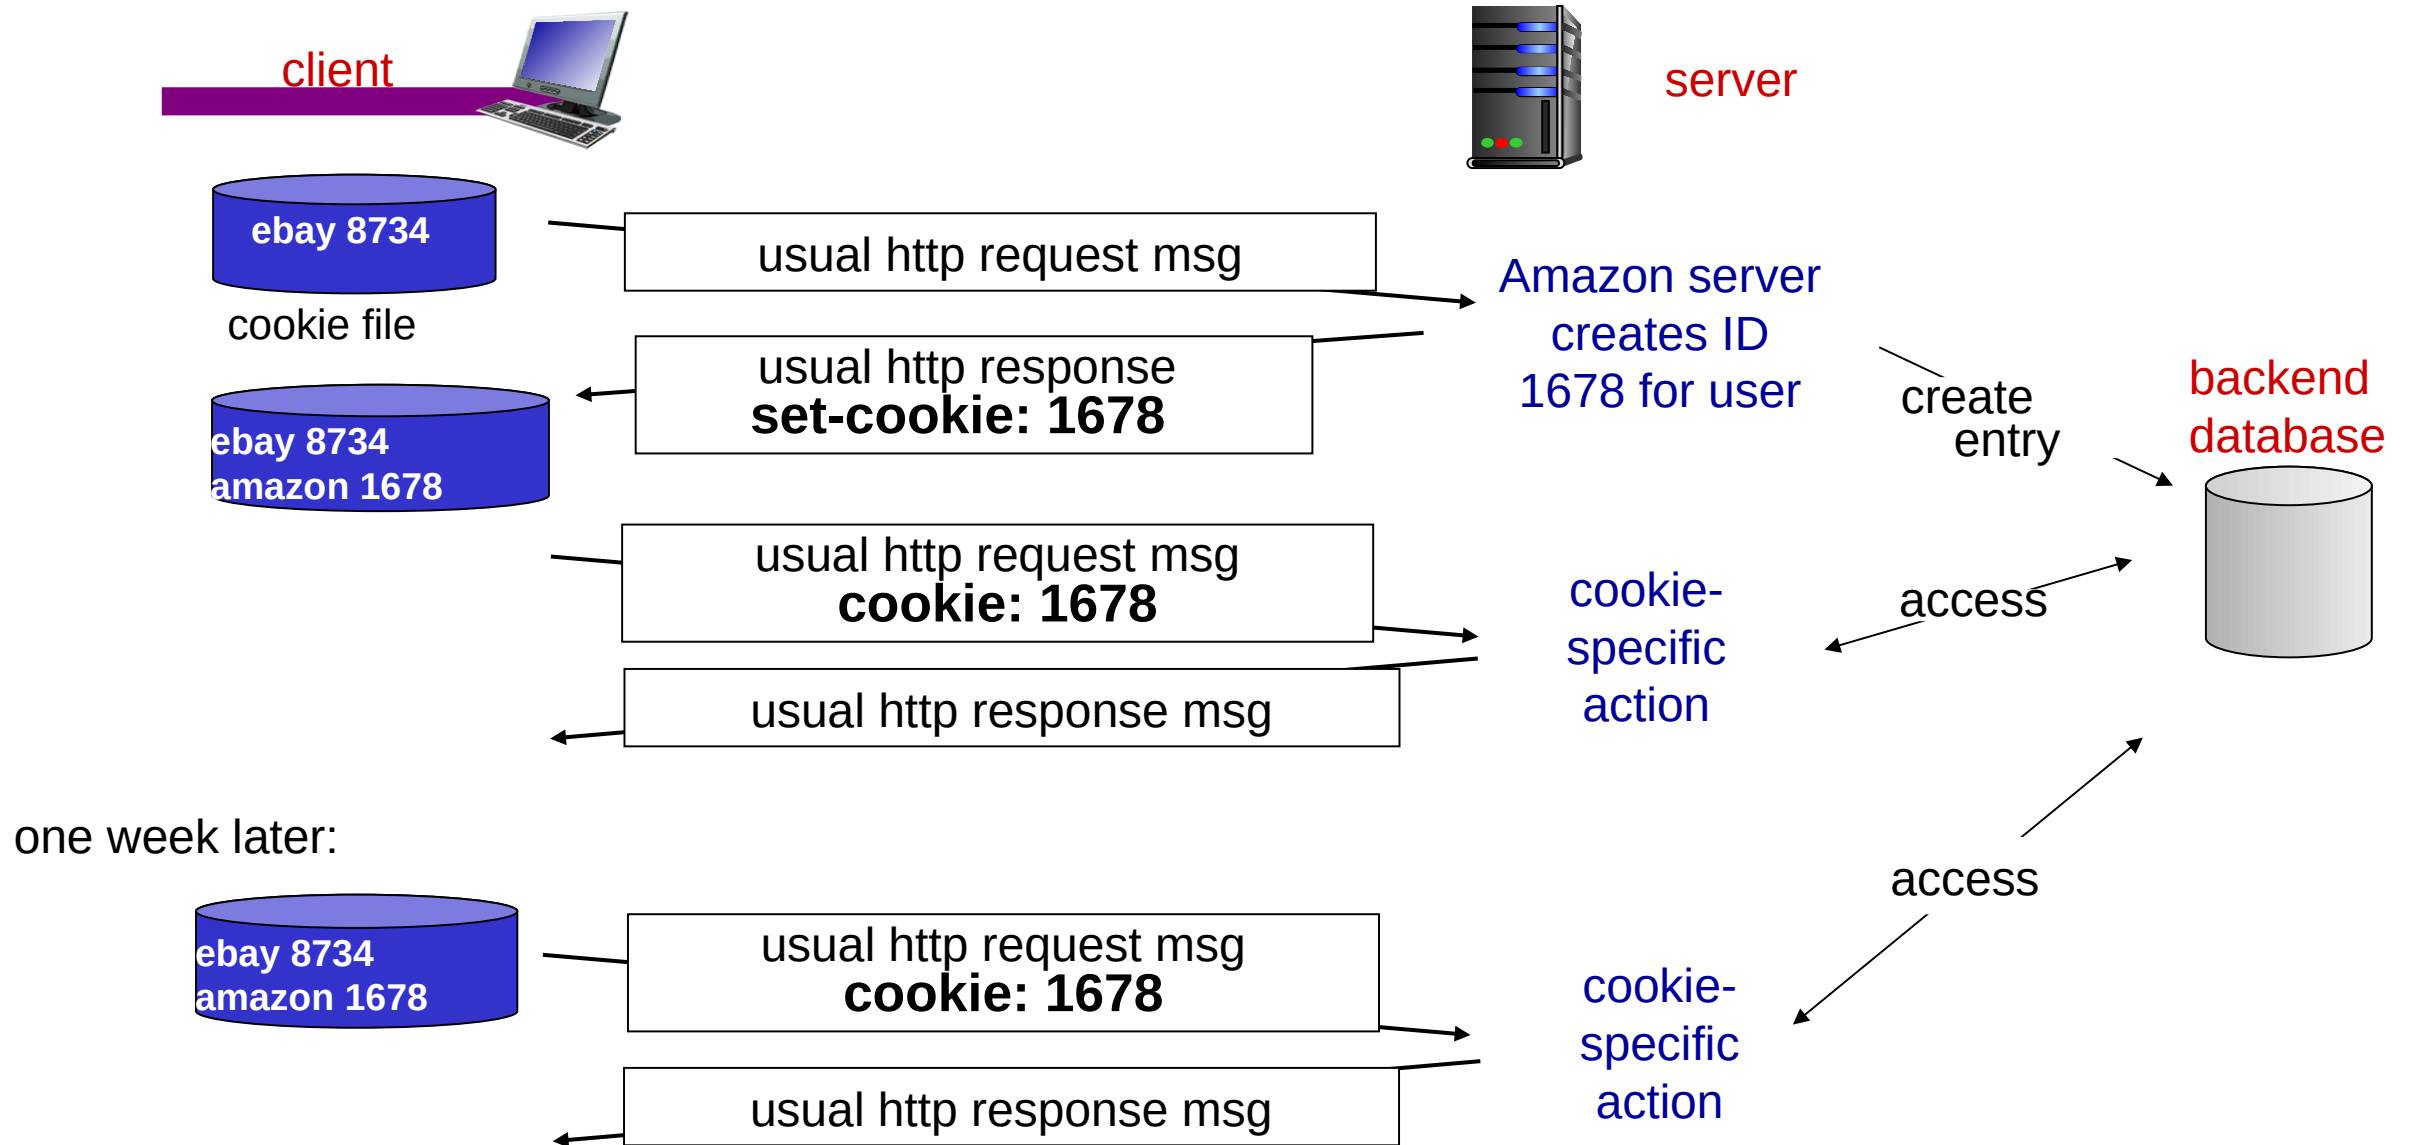 client
server
ebay 8734
cookie file
usual http request msg
Amazon server
creates ID
1678 for user
usual http response
set-cookie: 1678
create
entry
backend
database
ebay 8734
amazon 1678
usual http request msg
cookie: 1678
cookie-
specific
action
access
usual http response msg
one week later:
access
ebay 8734
amazon 1678
usual http request msg
cookie: 1678
cookie-
specific
action
usual http response msg